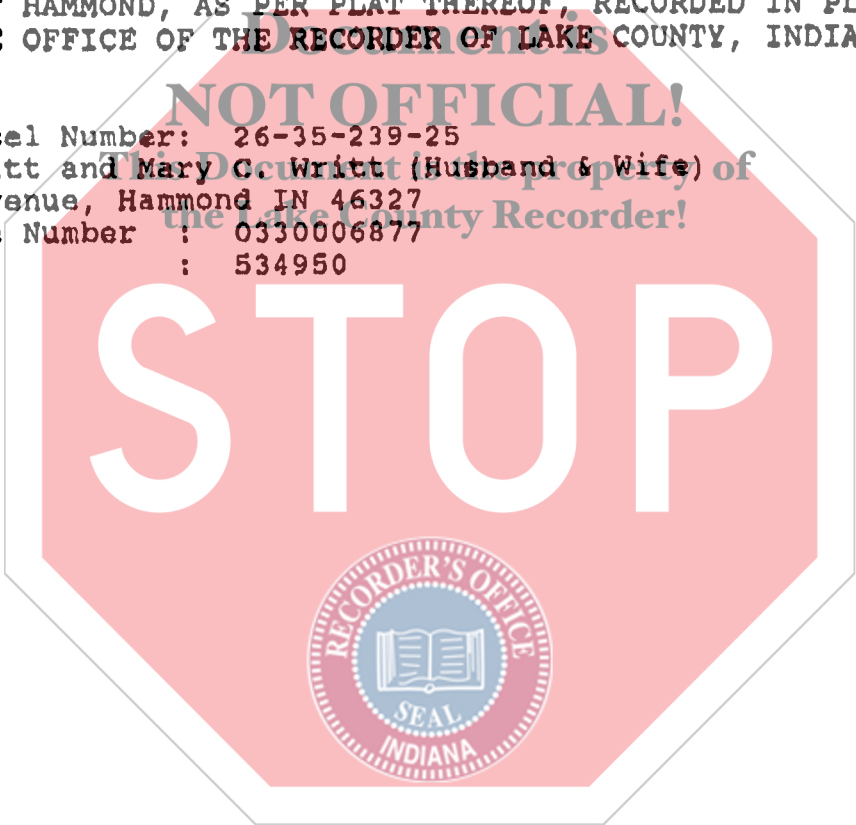 HAMMOND, AS PER PLAT THEREOF, RECORDED IN
OFFICE OF THE RECORDER OF LAKE COUNTY, INDIA
Document is
NOT OFFICIAL!
This Document is the property of
the Lake County Recorder!
el Number: 26-35-239-25
tt and Mary C. Writt (Husband & Wife)
enue, Hammond IN 46327
Number : 0330006877
: 534950
STOP
RECORDER'S OFFICE
SEAL
INDIANA